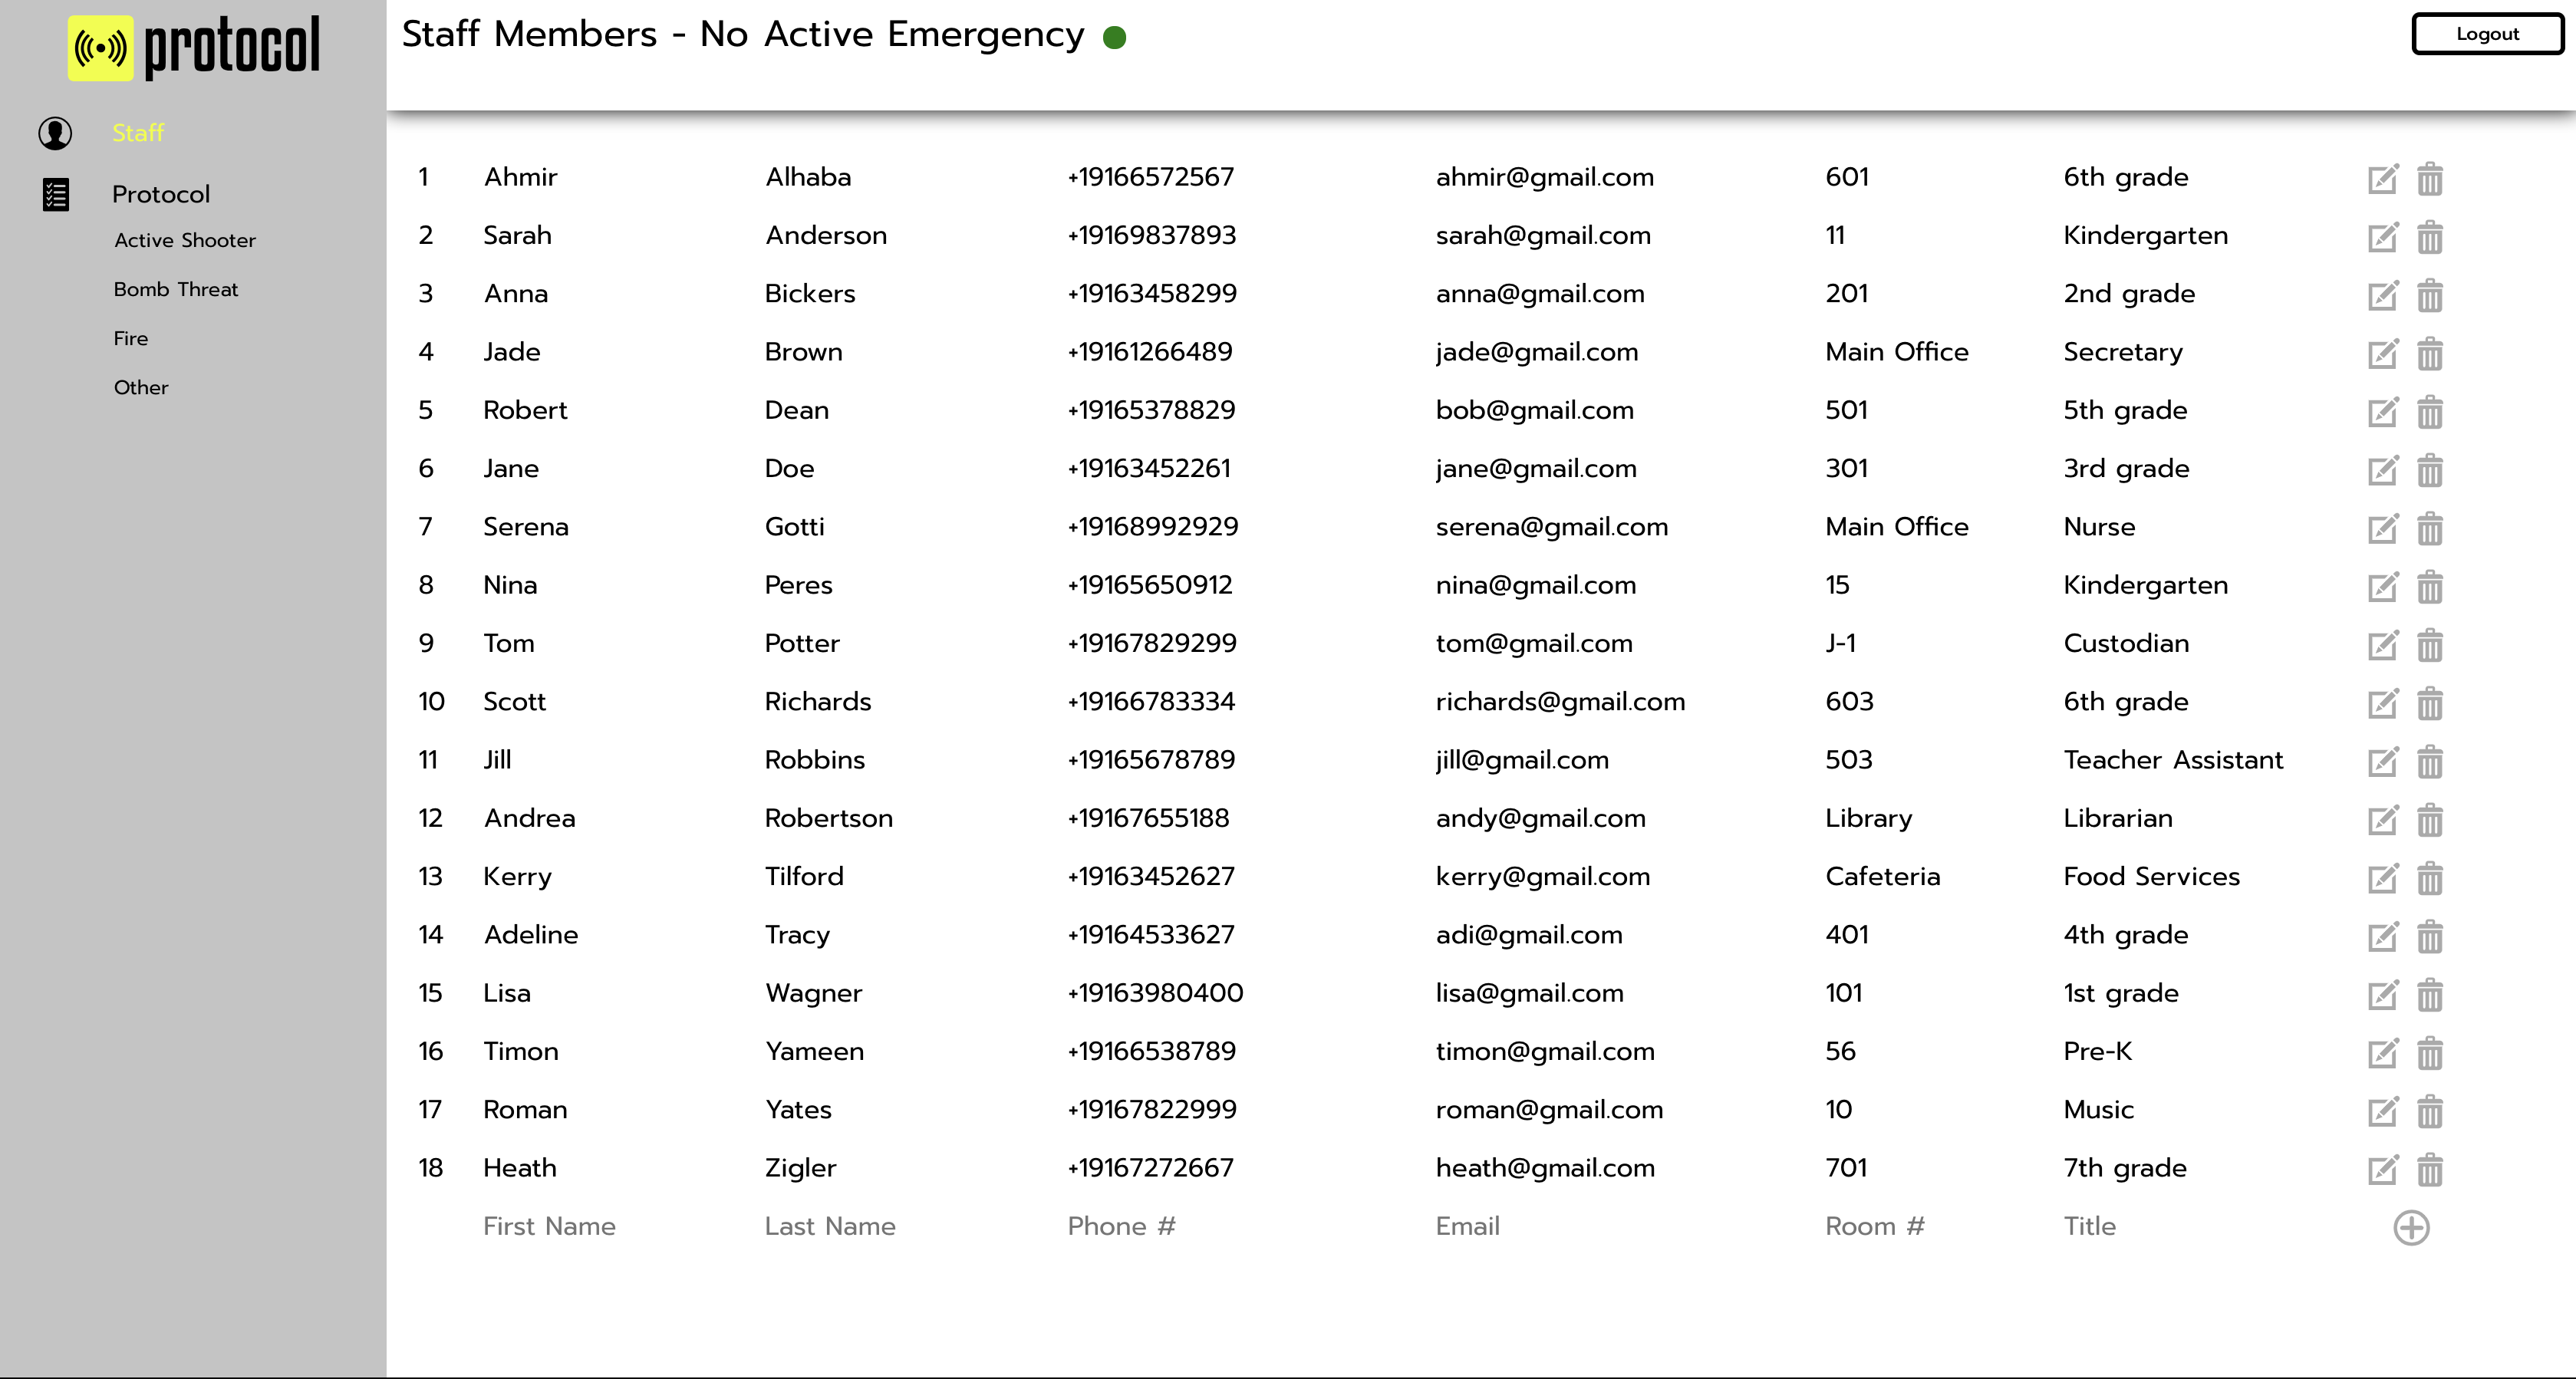 protocol
Staff
Protocol
Active Shooter
Bomb Threat
Fire
Other
Staff Members - No Active Emergency
Logout
1 Ahmir Alhaba +19166572567 ahmir@gmail.com 601 6th grade
2 Sarah Anderson +19169837893 sarah@gmail.com 11 Kindergarten
3 Anna Bickers +19163458299 anna@gmail.com 201 2nd grade
4 Jade Brown +19161266489 jade@gmail.com Main Office Secretary
5 Robert Dean +19165378829 bob@gmail.com 501 5th grade
6 Jane Doe +19163452261 jane@gmail.com 301 3rd grade
7 Serena Gotti +19168992929 serena@gmail.com Main Office Nurse
8 Nina Peres +19165650912 nina@gmail.com 15 Kindergarten
9 Tom Potter +19167829299 tom@gmail.com J-1 Custodian
10 Scott Richards +19166783334 richards@gmail.com 603 6th grade
11 Jill Robbins +19165678789 jill@gmail.com 503 Teacher Assistant
12 Andrea Robertson +19167655188 andy@gmail.com Library Librarian
13 Kerry Tilford +19163452627 kerry@gmail.com Cafeteria Food Services
14 Adeline Tracy +19164533627 adi@gmail.com 401 4th grade
15 Lisa Wagner +19163980400 lisa@gmail.com 101 1st grade
16 Timon Yameen +19166538789 timon@gmail.com 56 Pre-K
17 Roman Yates +19167822999 roman@gmail.com 10 Music
18 Heath Zigler +19167272667 heath@gmail.com 701 7th grade
First Name Last Name Phone # Email Room # Title